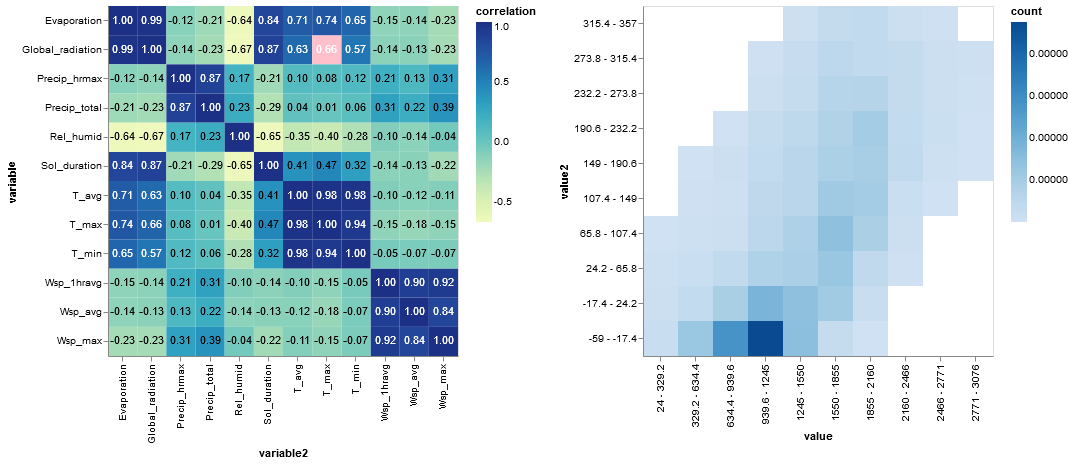 correlation
1.0
0.5
0.0
-0.5
variable
Evaporation 1.00 0.99 -0.12 -0.21 -0.64 0.84 0.71 0.74 0.65 -0.15 -0.14 -0.23
Global_radiation 0.99 1.00 -0.14 -0.23 -0.67 0.87 0.63 0.66 0.57 -0.14 -0.13 -0.23
Precip_hrmax -0.12 -0.14 1.00 0.87 0.17 -0.21 0.10 0.08 0.12 0.21 0.13 0.31
Precip_total -0.21 -0.23 0.87 1.00 0.23 -0.29 0.04 0.01 0.06 0.31 0.22 0.39
Rel_humid -0.64 -0.67 0.17 0.23 1.00 -0.65 -0.35 -0.40 -0.28 -0.10 -0.14 -0.04
Sol_duration 0.84 0.87 -0.21 -0.29 -0.65 1.00 0.41 0.47 0.32 -0.14 -0.13 -0.22
T_avg 0.71 0.63 0.10 0.04 -0.35 0.41 1.00 0.98 0.98 -0.10 -0.12 -0.11
T_max 0.74 0.66 0.08 0.01 -0.40 0.47 0.98 1.00 0.94 -0.15 -0.18 -0.15
T_min 0.65 0.57 0.12 0.06 -0.28 0.32 0.98 0.94 1.00 -0.05 -0.07 -0.07
Wsp_1hravg -0.15 -0.14 0.21 0.31 -0.10 -0.14 -0.10 -0.15 -0.05 1.00 0.90 0.92
Wsp_avg -0.14 -0.13 0.13 0.22 -0.14 -0.13 -0.12 -0.18 -0.07 0.90 1.00 0.84
Wsp_max -0.23 -0.23 0.31 0.39 -0.04 -0.22 -0.11 -0.15 -0.07 0.92 0.84 1.00
Evaporation
Global_radiation
Precip_hrmax
Precip_total
Rel_humid
Sol_duration
T_avg
T_max
T_min
Wsp_1hravg
Wsp_avg
Wsp_max
variable2
value2
315.4 - 357
273.8 - 315.4
232.2 - 273.8
190.6 - 232.2
149 - 190.6
107.4 - 149
65.8 - 107.4
24.2 - 65.8
-17.4 - 24.2
-59 - -17.4
24 - 329.2
329.2 - 634.4
634.4 - 939.6
939.6 - 1245
1245 - 1550
1550 - 1855
1855 - 2160
2160 - 2466
2466 - 2771
2771 - 3076
value
count
0.00000
0.00000
0.00000
0.00000